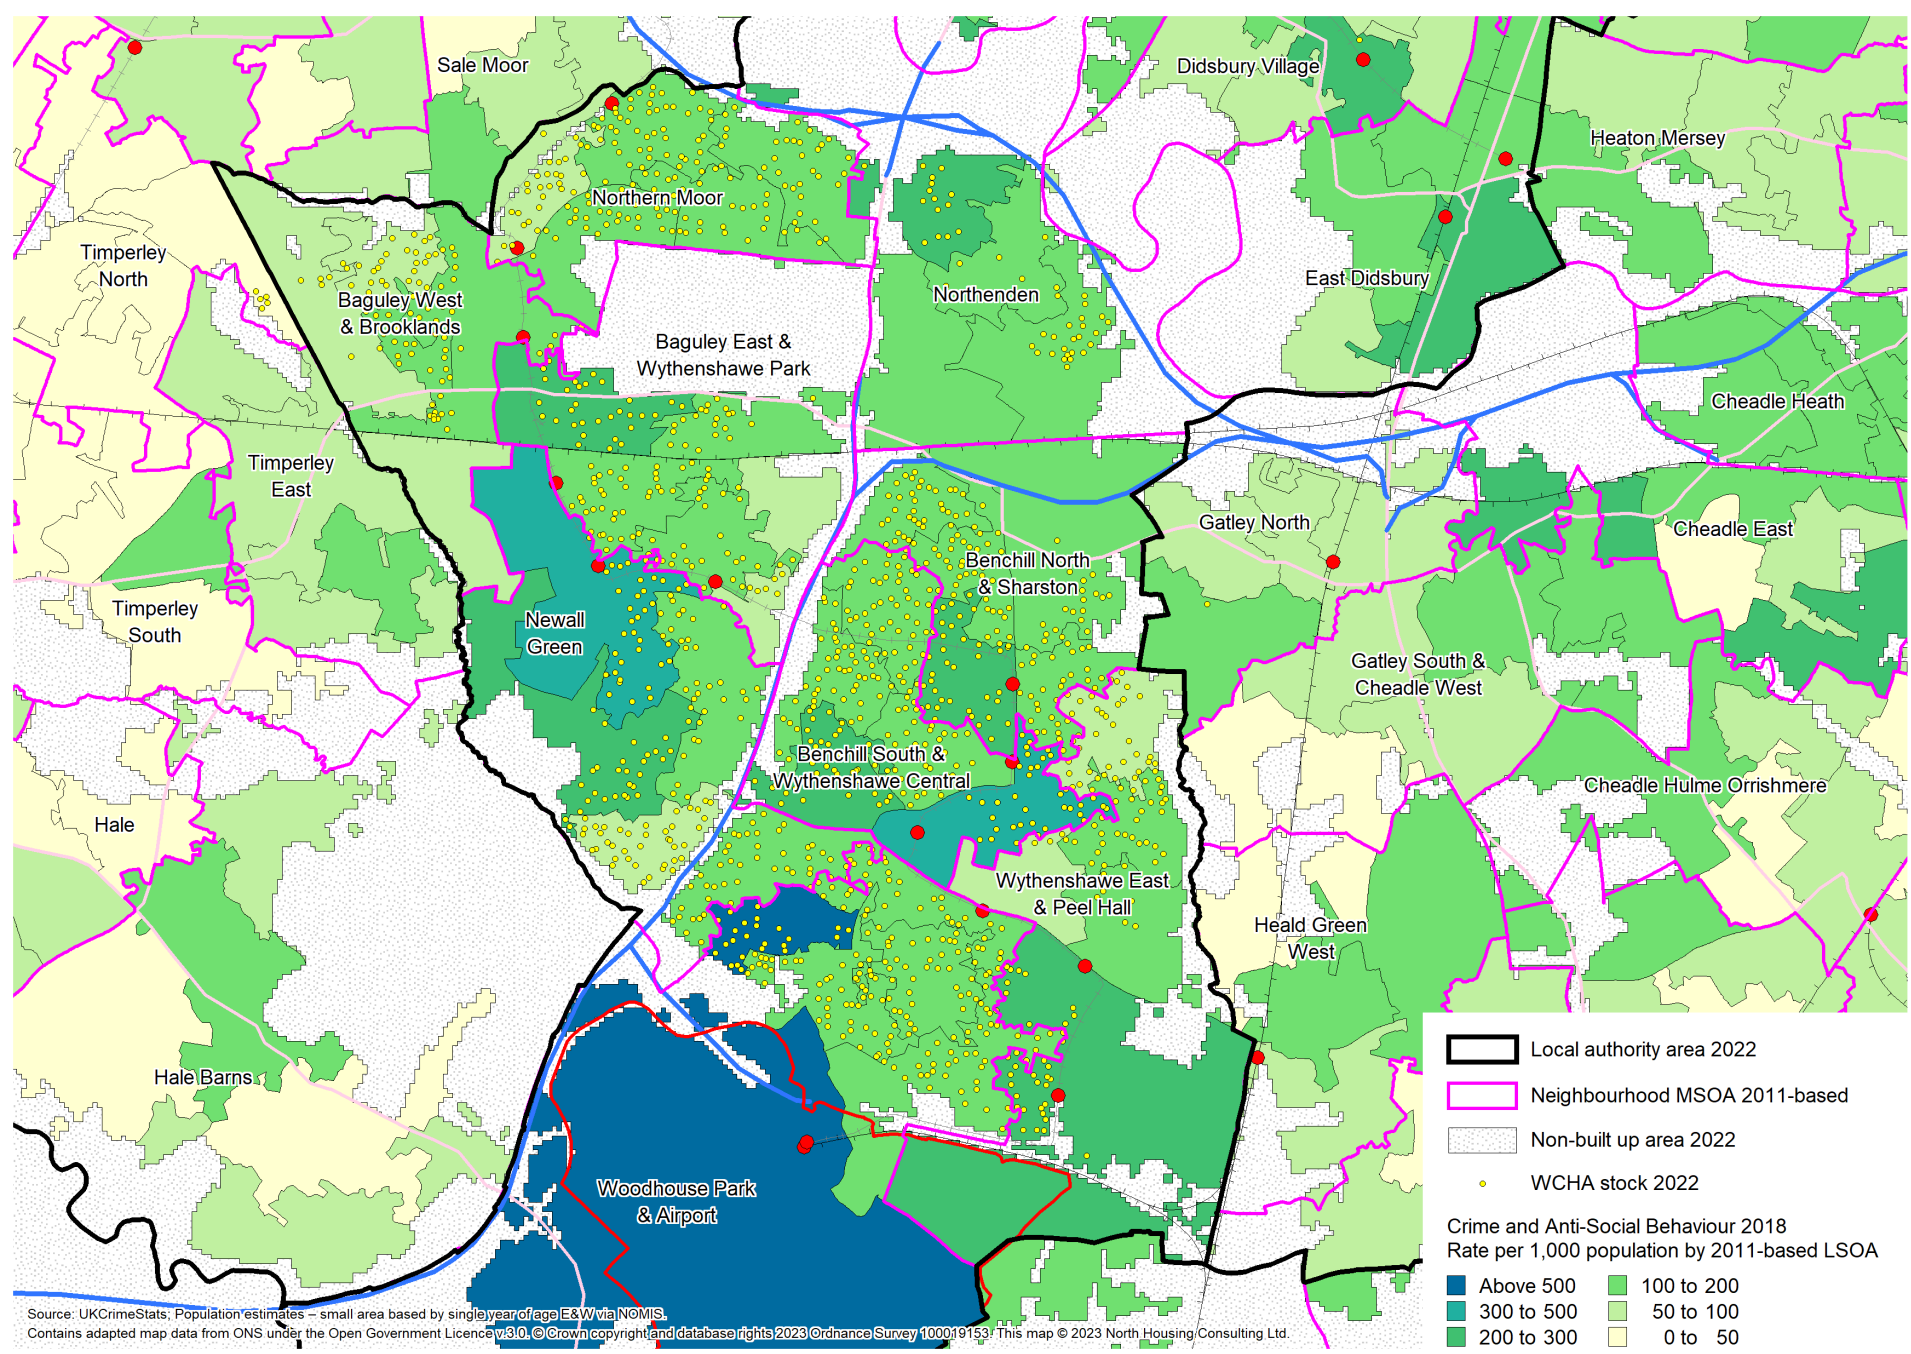 Sale Moor
Didsbury Village
Heaton Mersey
Northern Moor
Timperley
North
Baguley West
& Brooklands
Northenden
East Didsbury
Baguley East &
Wythenshawe Park
Cheadle Heath
Timperley
East
Gatley North
Cheadle East
Benchill North
& Sharston
Timperley
South
Newall
Green
Gatley South &
Cheadle West
Benchill South &
Wythenshawe Central
Cheadle Hulme Orrishmere
Hale
Wythenshawe East
& Peel Hall
Heald Green
West
Hale Barns
Woodhouse Park
& Airport
Local authority area 2022
Neighbourhood MSOA 2011-based
Non-built up area 2022
WCHA stock 2022
Crime and Anti-Social Behaviour 2018
Rate per 1,000 population by 2011-based LSOA
Above 500 100 to 200
300 to 500 50 to 100
200 to 300 0 to 50
Source: UKCrimeStats; Population estimates – small area based by single year of age E&W via NOMIS.
Contains adapted map data from ONS under the Open Government Licence v.3.0. © Crown copyright and database rights 2023 Ordnance Survey 100019153. This map © 2023 North Housing Consulting Ltd.